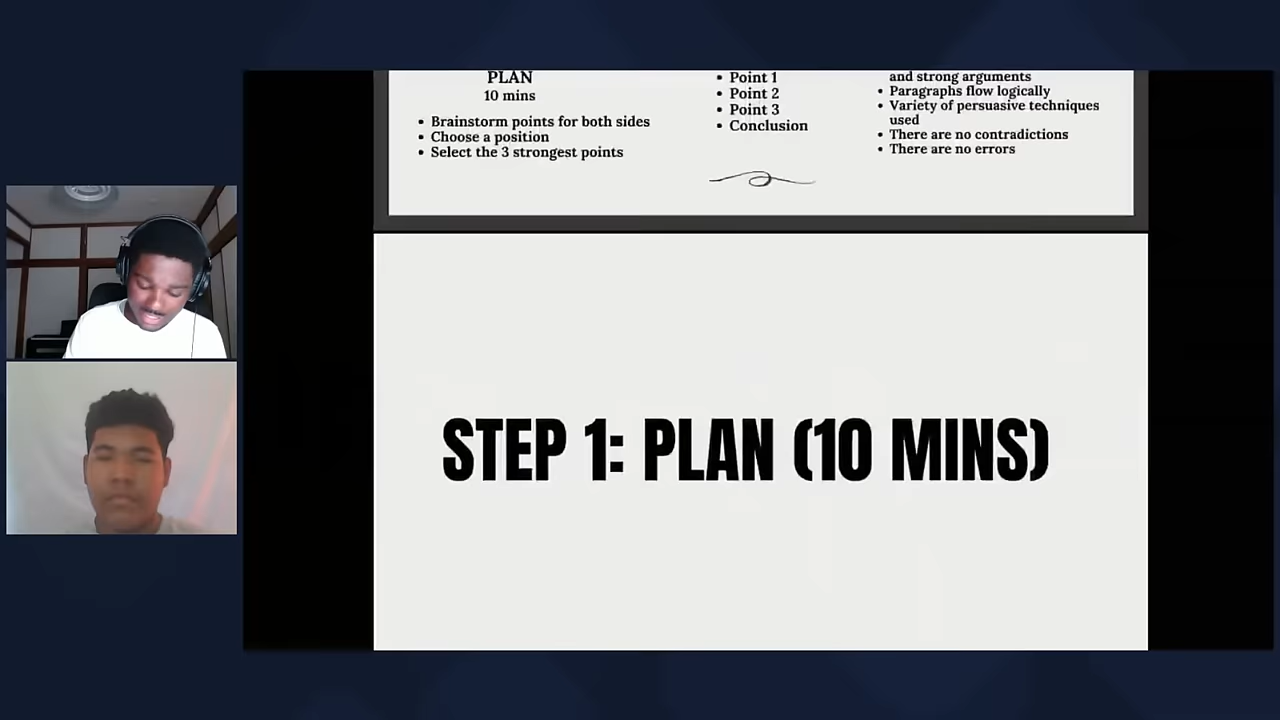 PLAN
10 mins
• Brainstorm points for both sides
• Choose a position
• Select the 3 strongest points
• Point 1
• Point 2
• Point 3
• Conclusion
and strong arguments
• Paragraphs flow logically
• Variety of persuasive techniques
used
• There are no contradictions
• There are no errors
STEP 1: PLAN (10 MINS)